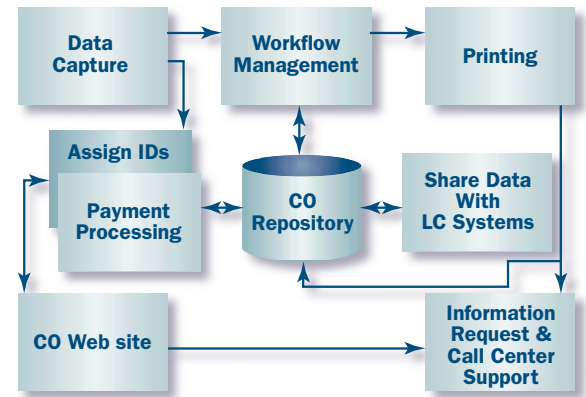 Data
Capture
Workflow
Management
Printing
Assign IDs
Payment
Processing
CO
Repository
Share Data
With
LC Systems
CO Web site
Information
Request &
Call Center
Support